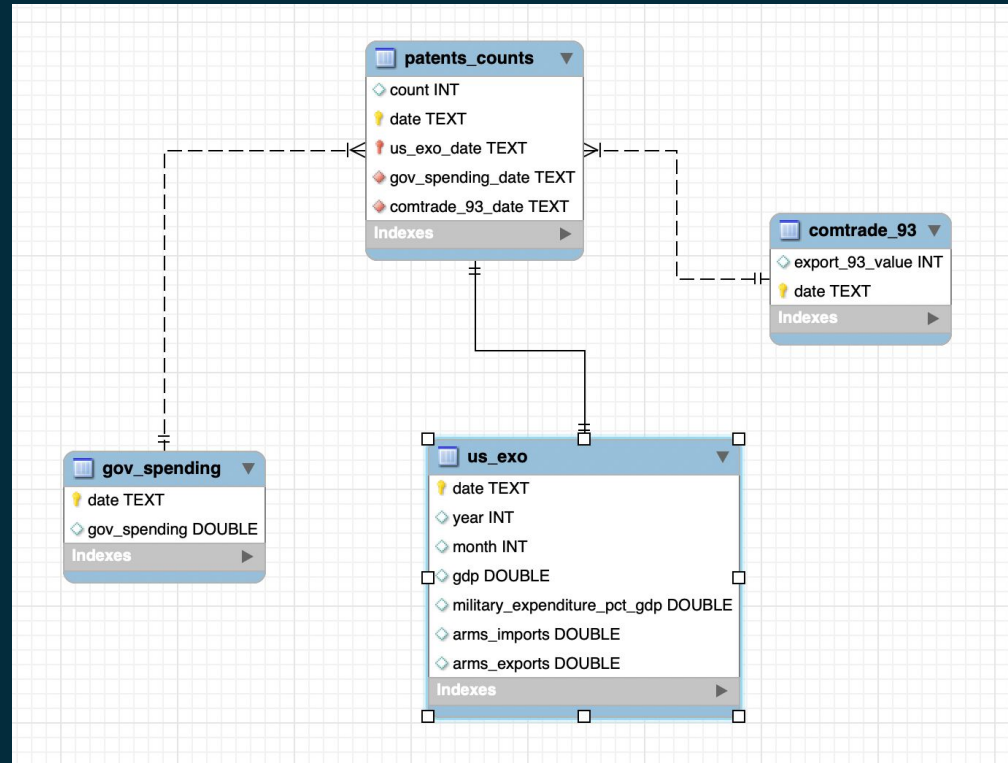 patents_counts
count INT
date TEXT
us_exo_date TEXT
gov_spending_date TEXT
comtrade_93_date TEXT
Indexes
comtrade_93
export_93_value INT
date TEXT
Indexes
gov_spending
date TEXT
gov_spending DOUBLE
Indexes
us_exo
date TEXT
year INT
month INT
gdp DOUBLE
military_expenditure_pct_gdp DOUBLE
arms_imports DOUBLE
arms_exports DOUBLE
Indexes